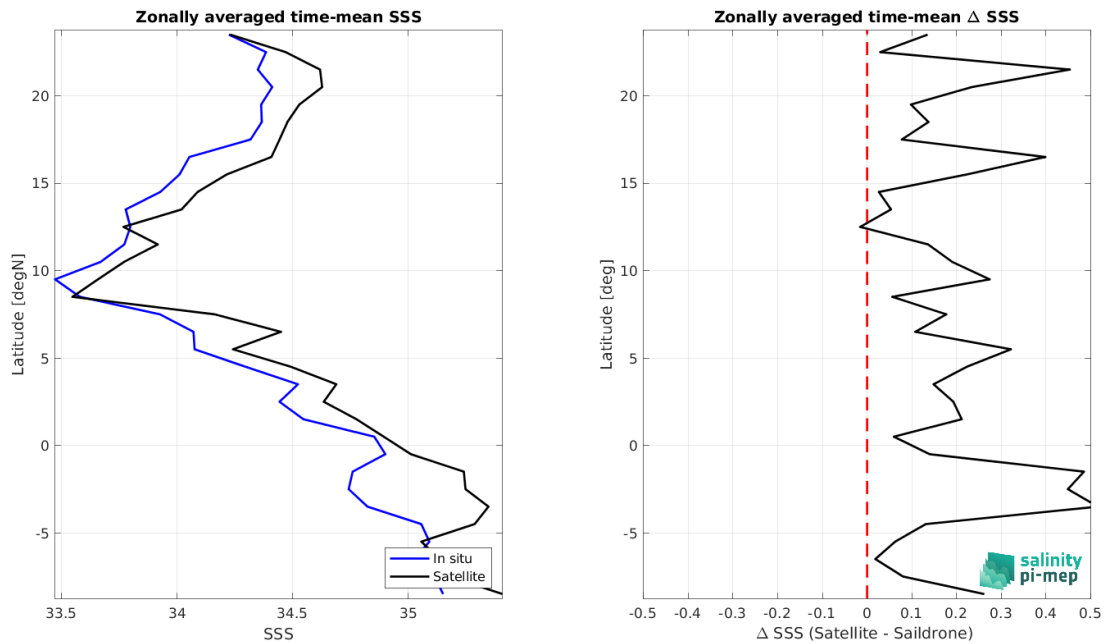 Zonally averaged time-mean SSS
20
15
10
5
0
-5
Latitude [degN]
33.5 34 34.5 35
SSS
In situ
Satellite
Zonally averaged time-mean Δ SSS
20
15
10
5
0
-5
Latitude [deg]
-0.5 -0.4 -0.3 -0.2 -0.1 0 0.1 0.2 0.3 0.4 0.5
Δ SSS (Satellite - Saildrone)
salinity
pi-mep